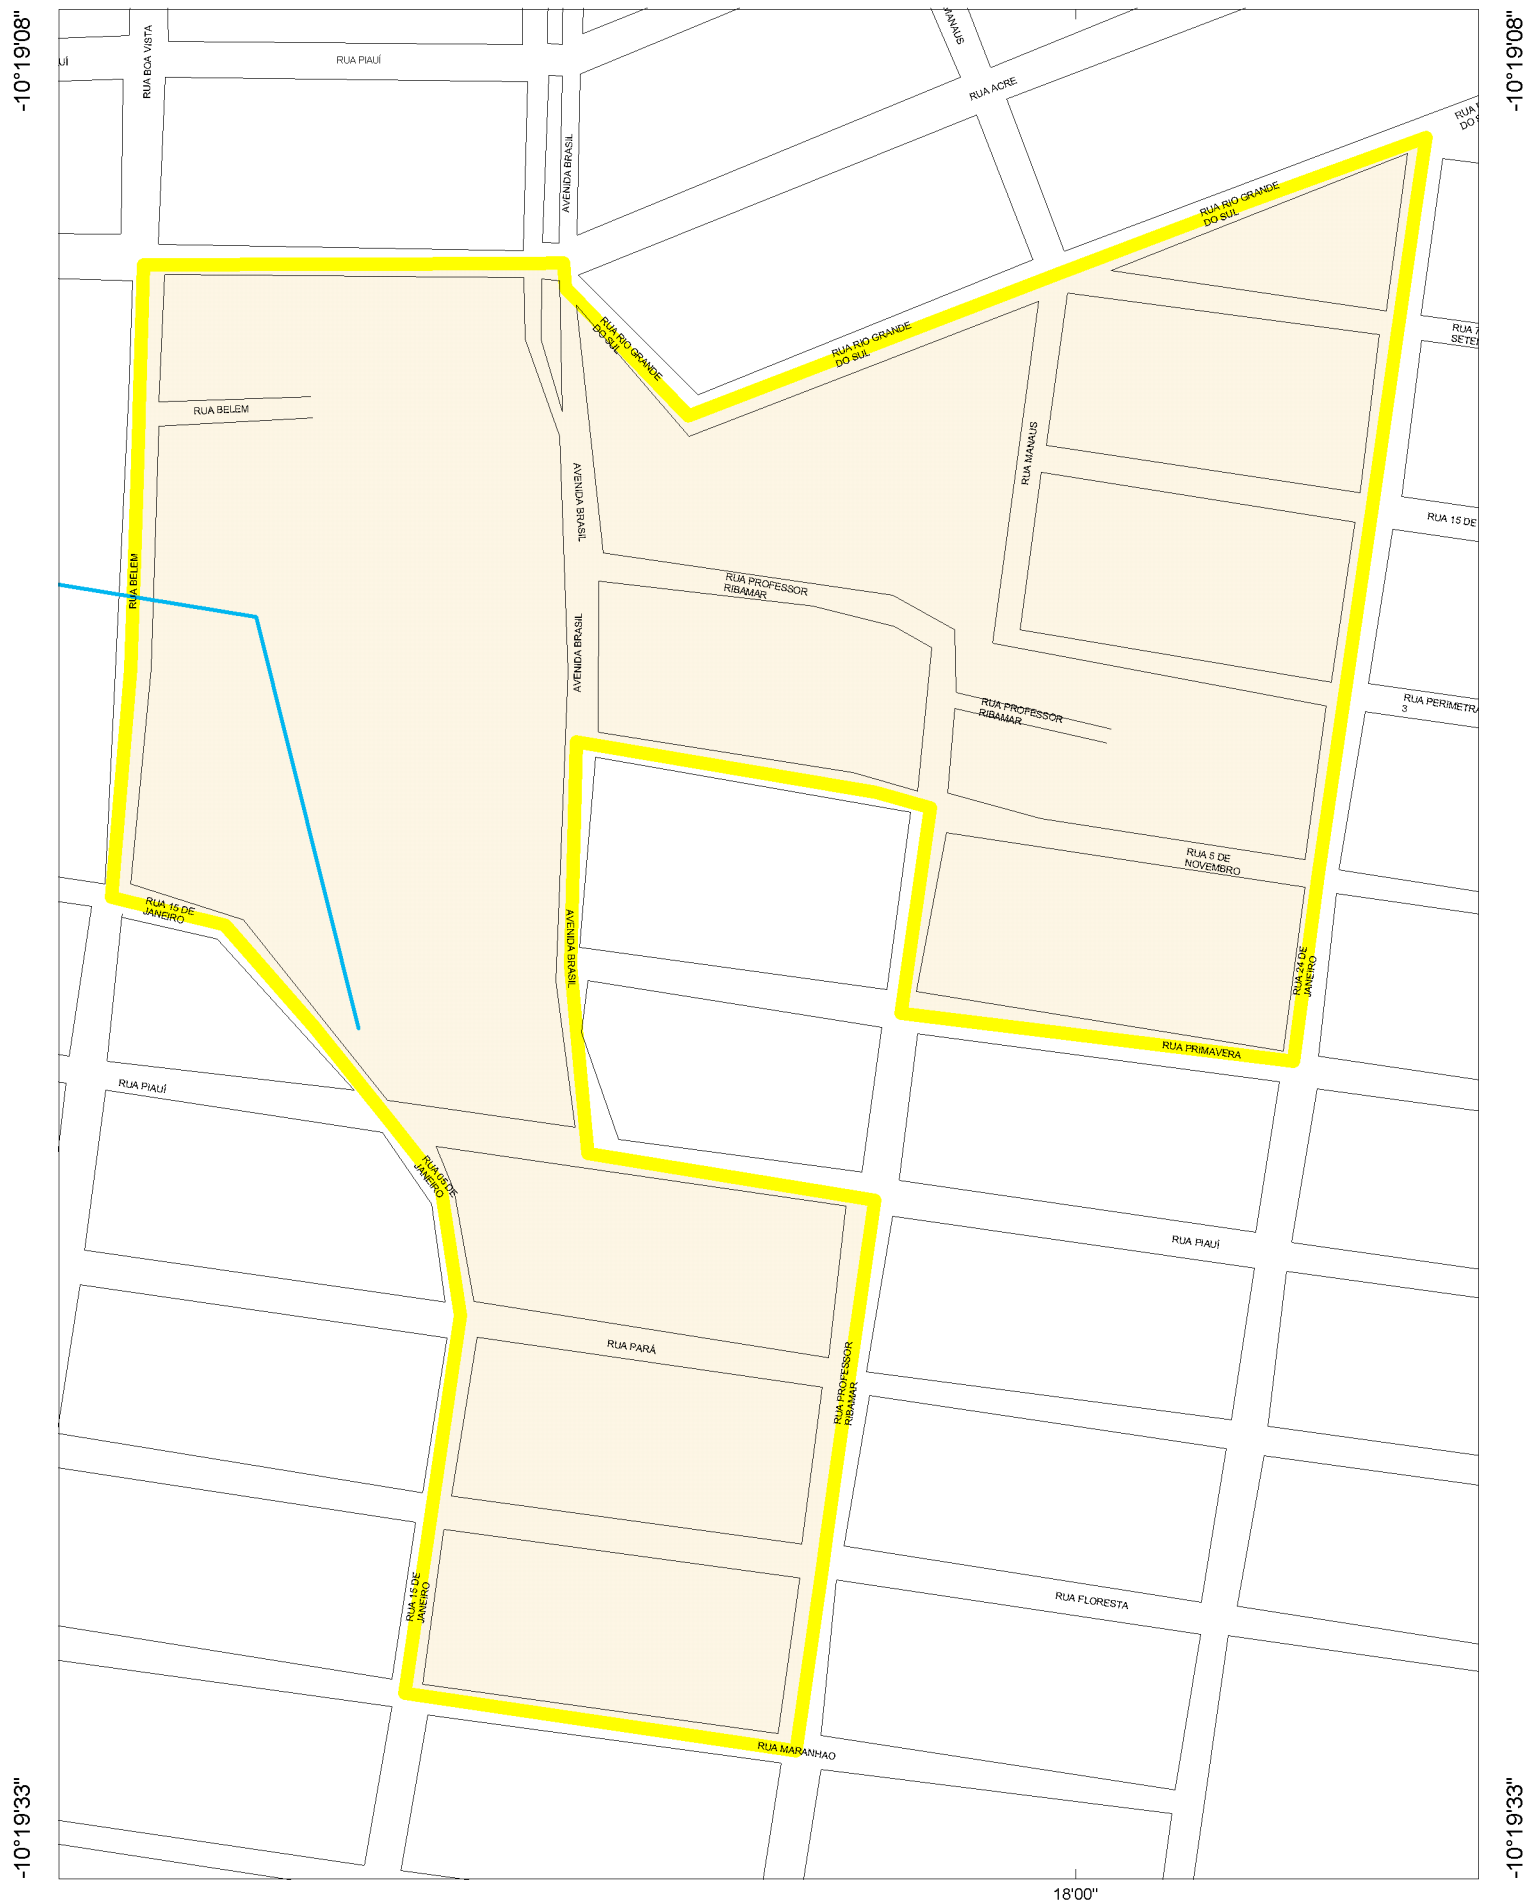 -10°19'08"
-10°19'08"
RUA BOA VISTA
RUA PIAUÍ
UÍ
MANAUS
RUA ACRE
AVENIDA BRASIL
RUA RIO GRANDE
DO SUL
RUA RIO GRANDE
DO SUL
RUA RIO GRANDE
DO SUL
RUA BELEM
RUA MANAUS
AVENIDA BRASIL
RUA 15 DE
RUA BELEM
RUA PROFESSOR
RIBAMAR
AVENIDA BRASIL
RUA PROFESSOR
RIBAMAR
RUA PERIMETRA
3
RUA 5 DE
NOVEMBRO
RUA 15 DE
JANEIRO
AVENIDA BRASIL
RUA 24 DE
JANEIRO
RUA PRIMAVERA
RUA PIAUÍ
RUA 05 DE
JANEIRO
RUA PIAUÍ
RUA PARÁ
RUA PROFESSOR
RIBAMAR
RUA 15 DE
JANEIRO
RUA FLORESTA
RUA MARANHAO
-10°19'33"
-10°19'33"
18'00"